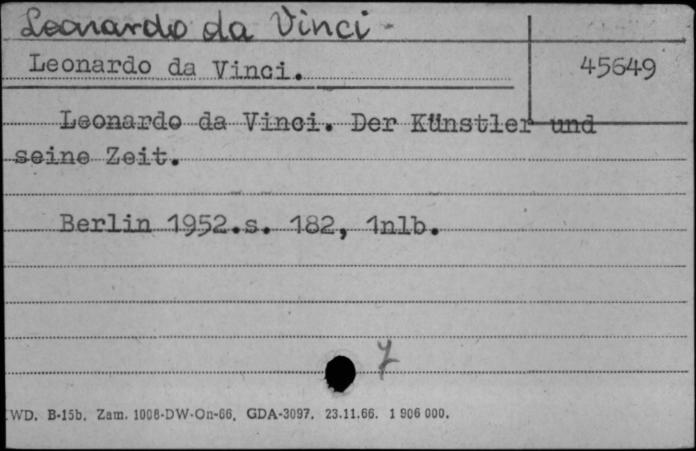 Leonardo da Vinci
Leonardo da Vinci.
45649
Leonardo da Vinci. Der Künstler und
seine Zeit.
Berlin 1952.s. 182, 1nlb.
7
WD. B-15b. Zam. 1008-DW-On-66. GDA-3097. 23.11.66. 1 906 000.